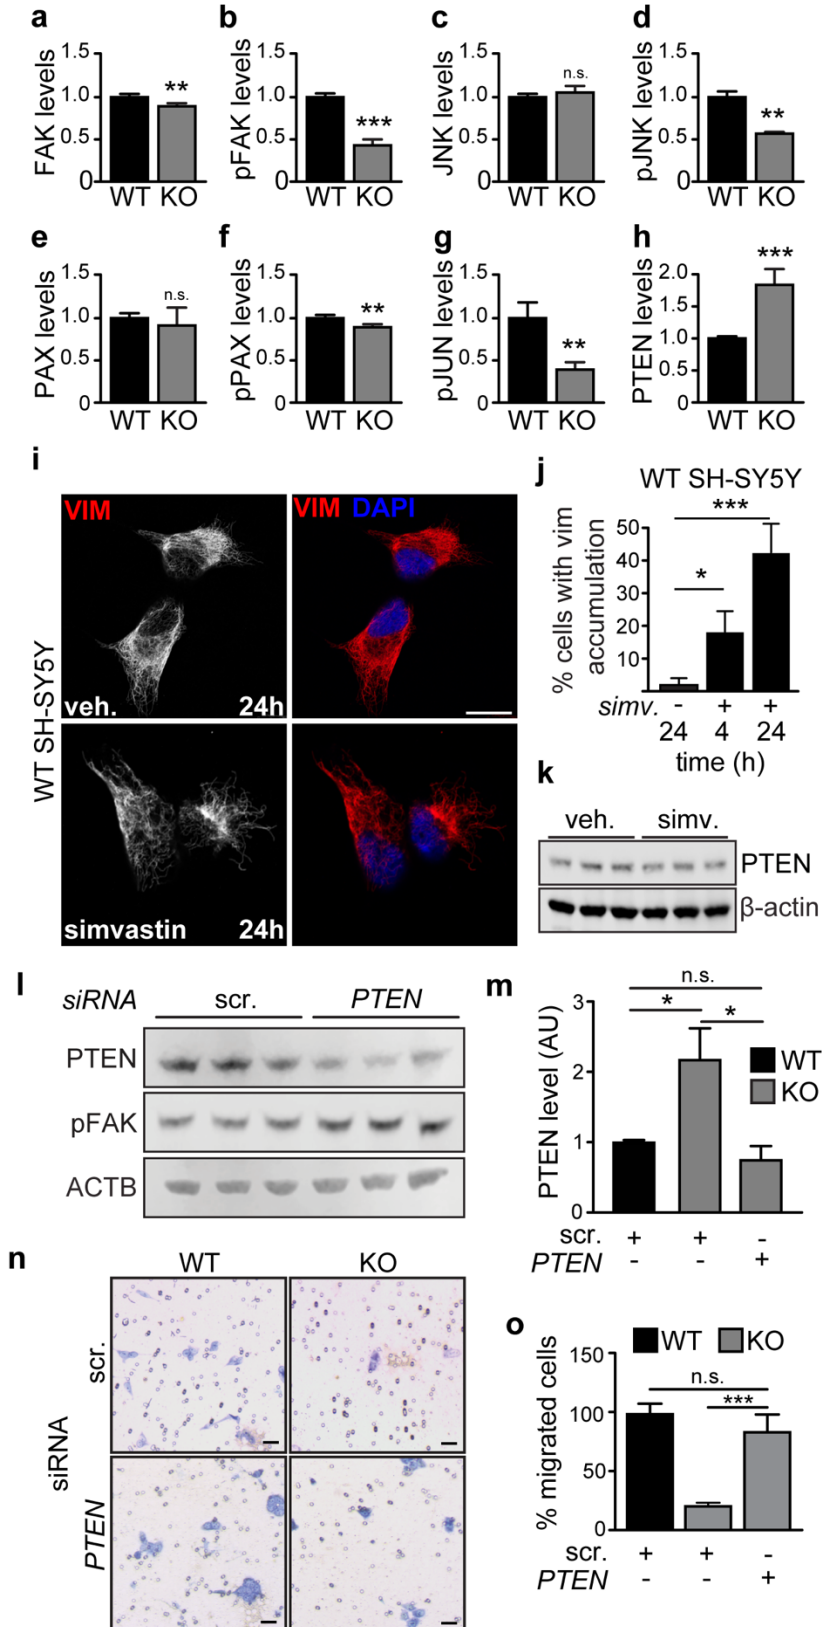 a
FAK levels
1.5
1.0
0.5
0
**
WT KO
b
pFAK levels
1.5
1.0
0.5
0
***
WT KO
c
JNK levels
1.5
1.0
0.5
0
n.s.
WT KO
d
pJNK levels
1.5
1.0
0.5
0
**
WT KO
e
PAX levels
1.5
1.0
0.5
0
n.s.
WT KO
f
pPAX levels
1.5
1.0
0.5
0
**
WT KO
g
pJUN levels
1.5
1.0
0.5
0
**
WT KO
h
PTEN levels
2.0
1.5
1.0
0.5
0
***
WT KO
i
WT SH-SY5Y
VIM
VIM DAPI
veh. 24h
simvastin 24h
j
WT SH-SY5Y
% cells with vim
accumulation
50
40
30
20
10
***
*
simv. - + +
24 4 24
time (h)
k
veh. simv.
PTEN
β-actin
l
siRNA scr. PTEN
PTEN
pFAK
ACTB
m
PTEN level (AU)
3
2
1
0
n.s.
* *
WT
KO
scr. + + -
PTEN - - +
n
WT KO
siRNA
scr.
PTEN
o
WT KO
% migrated cells
150
100
50
0
n.s.
***
scr. + + -
PTEN - - +